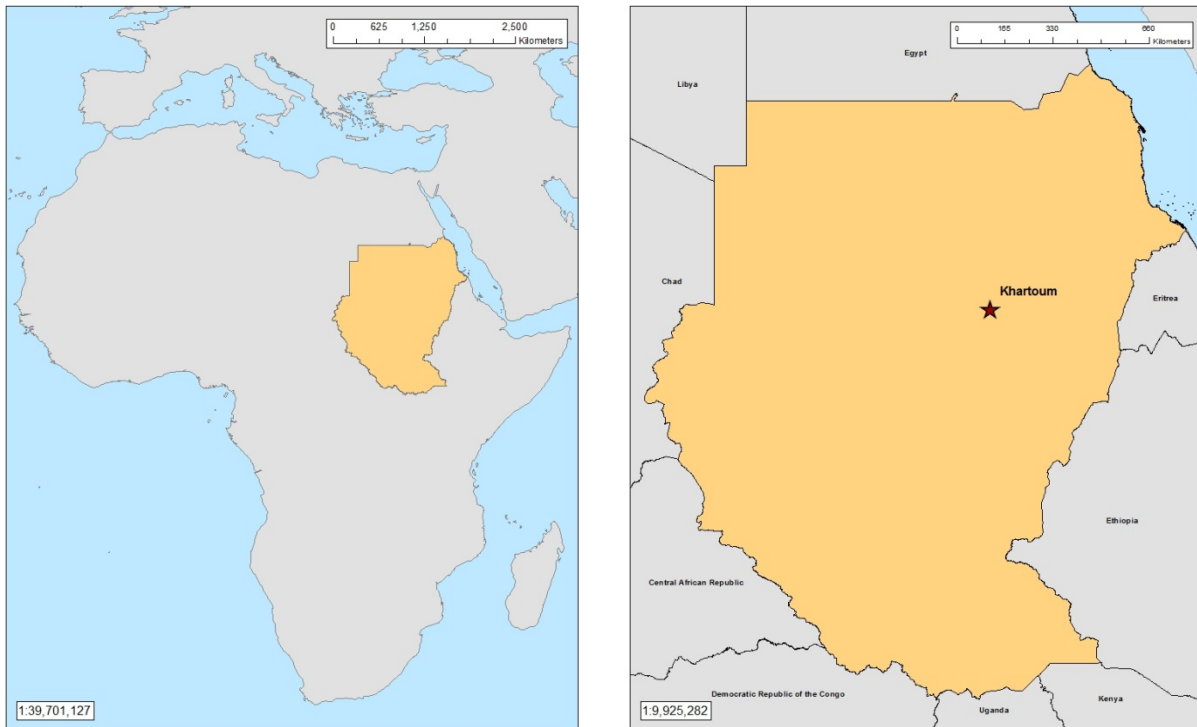 0 625 1,250 2,500
Kilometers
1:39,701,127
0 165 330 660
Kilometers
Egypt
Libya
Chad
Khartoum
Eritrea
Ethiopia
Central African Republic
Democratic Republic of the Congo
Uganda
Kenya
1:9,925,282